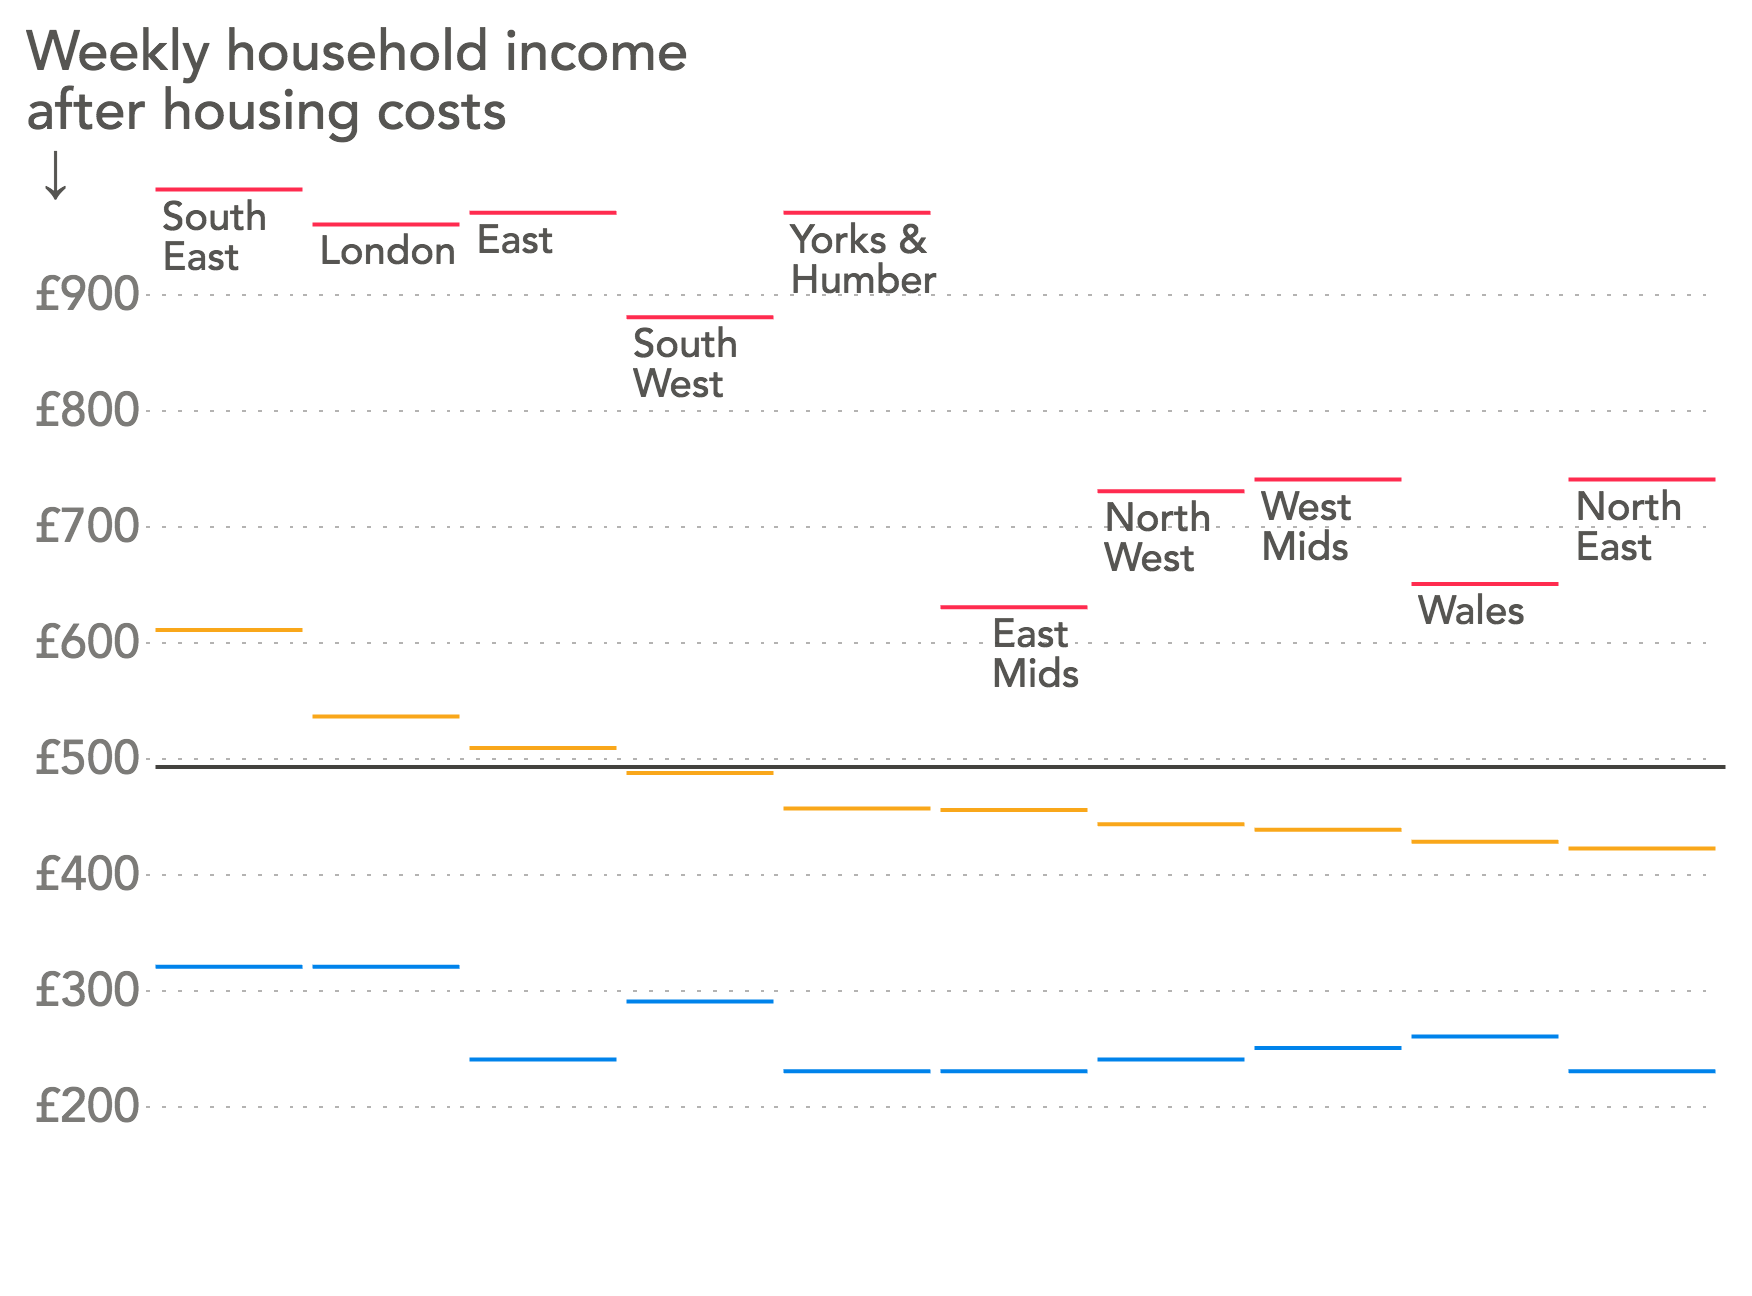 Weekly household income
after housing costs
↓
South
East
London
East
Yorks &
Humber
£900
South
West
£800
£700
North
West
West
Mids
North
East
Wales
£600
East
Mids
£500
£400
£300
£200